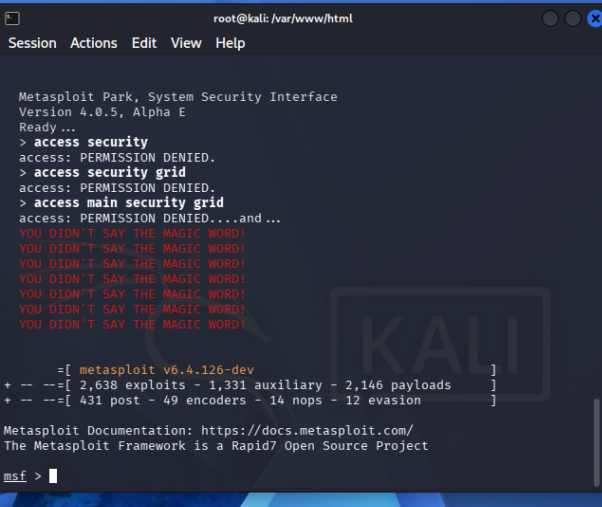 root@kali: /var/www/html
Session Actions Edit View Help
Metasploit Park, System Security Interface
Version 4.0.5, Alpha E
Ready...
> access security
access: PERMISSION DENIED.
> access security grid
access: PERMISSION DENIED.
> access main security grid
access: PERMISSION DENIED....and...
YOU DIDN'T SAY THE MAGIC WORD!
YOU DIDN'T SAY THE MAGIC WORD!
YOU DIDN'T SAY THE MAGIC WORD!
YOU DIDN'T SAY THE MAGIC WORD!
YOU DIDN'T SAY THE MAGIC WORD!
YOU DIDN'T SAY THE MAGIC WORD!
YOU DIDN'T SAY THE MAGIC WORD!
KALI
=[ metasploit v6.4.126-dev ]
+ -- --=[ 2,638 exploits - 1,331 auxiliary - 2,146 payloads ]
+ -- --=[ 431 post - 49 encoders - 14 nops - 12 evasion ]
Metasploit Documentation: https://docs.metasploit.com/
The Metasploit Framework is a Rapid7 Open Source Project
msf >